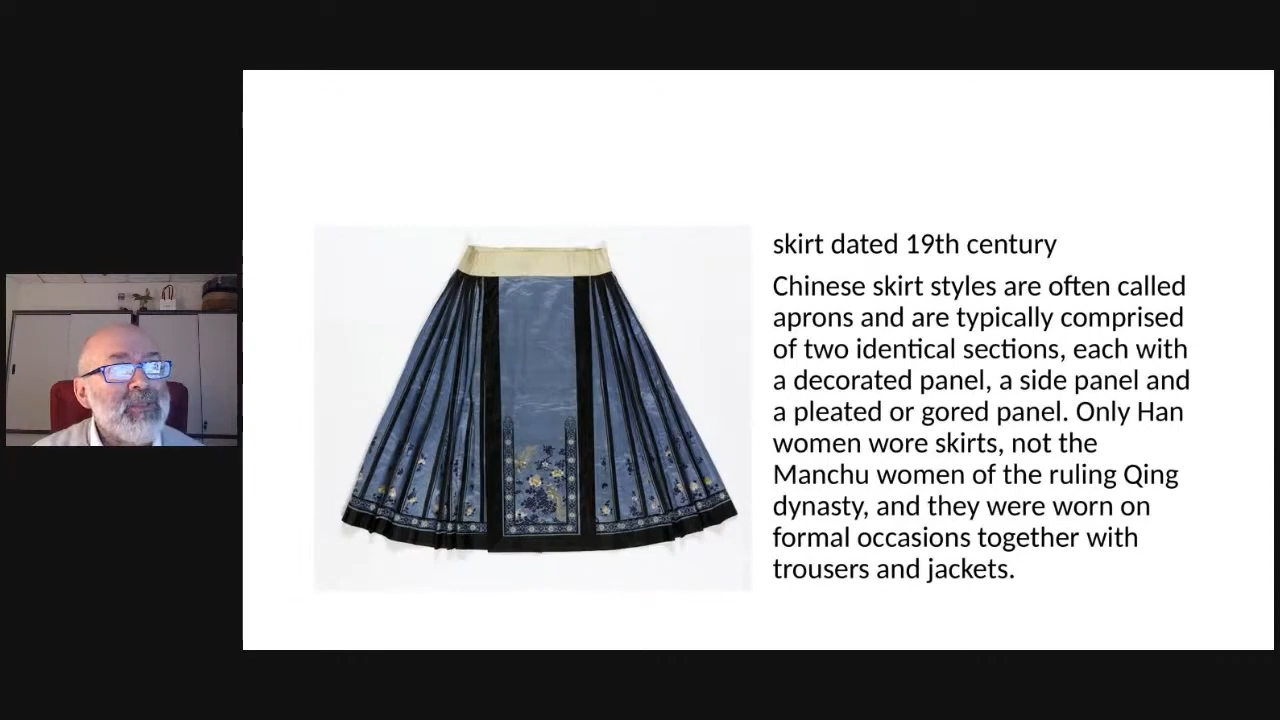 skirt dated 19th century
Chinese skirt styles are often called
aprons and are typically comprised
of two identical sections, each with
a decorated panel, a side panel and
a pleated or gored panel. Only Han
women wore skirts, not the
Manchu women of the ruling Qing
dynasty, and they were worn on
formal occasions together with
trousers and jackets.